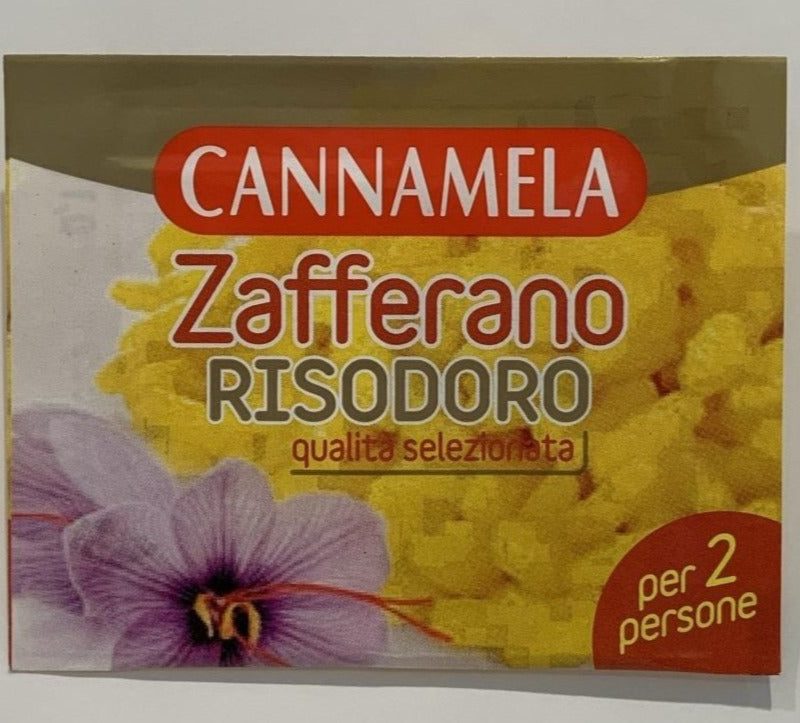 CANNAMELA
Zafferano
RISODORO
qualità selezionata
per 2
persone